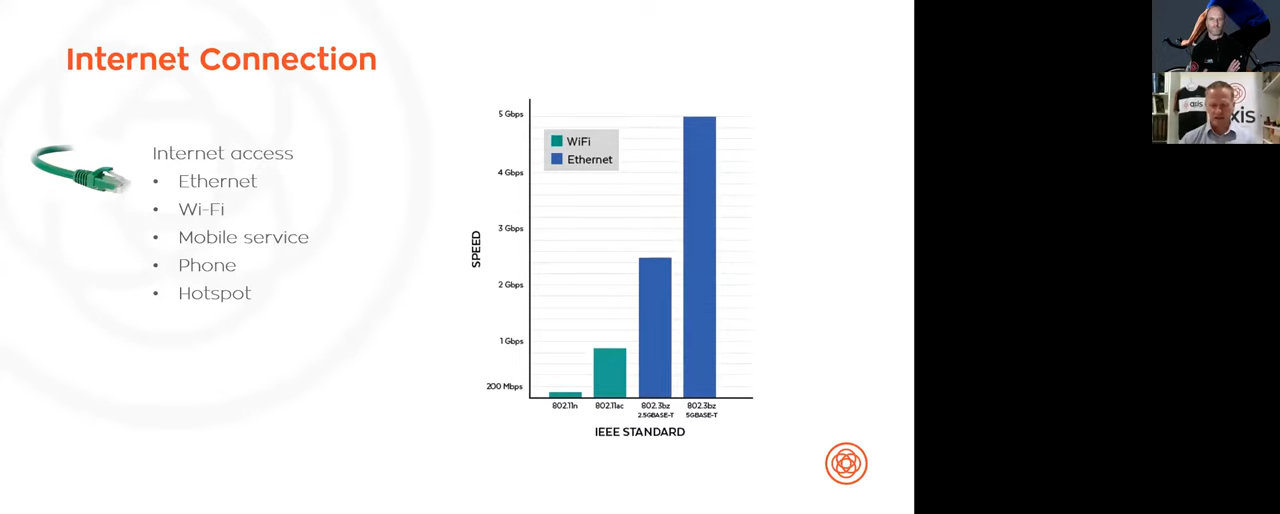 Internet Connection
Internet access
• Ethernet
• Wi-Fi
• Mobile service
• Phone
• Hotspot
5 Gbps
4 Gbps
3 Gbps
2 Gbps
1 Gbps
200 Mbps
SPEED
WiFi
Ethernet
802.11n
802.11ac
802.3bz
2.5GBASE-T
802.3bz
5GBASE-T
IEEE STANDARD
axis
xis